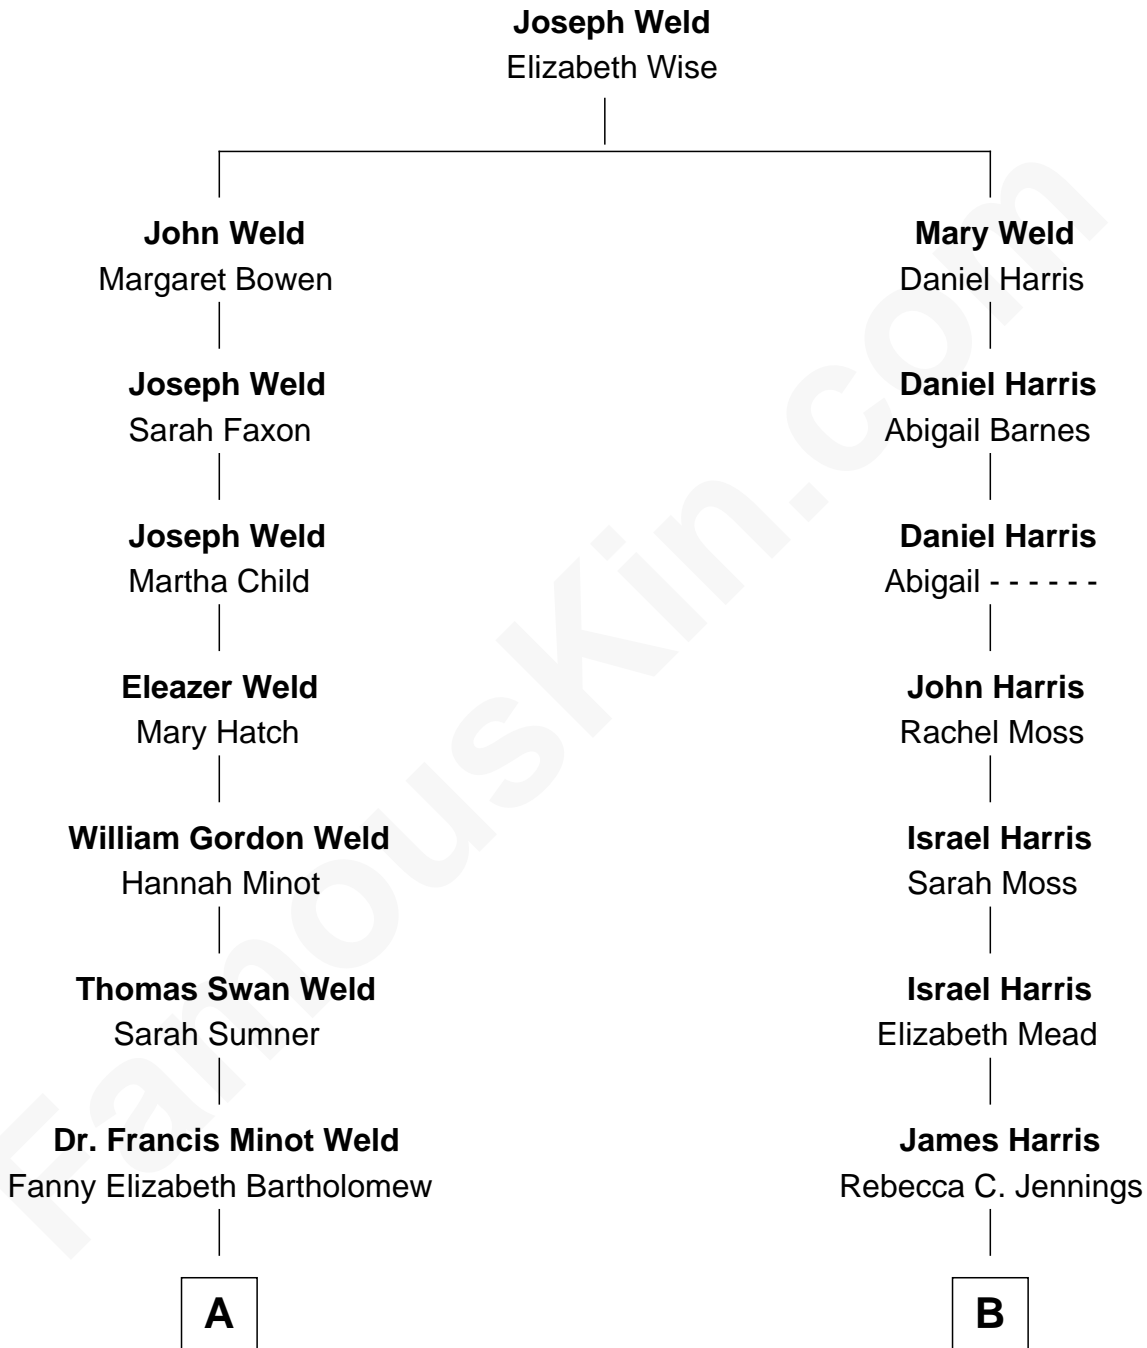 Joseph Weld
Elizabeth Wise
John Weld
Margaret Bowen
Mary Weld
Daniel Harris
Joseph Weld
Sarah Faxon
Daniel Harris
Abigail Barnes
Joseph Weld
Martha Child
Daniel Harris
Abigail - - - - - -
Eleazer Weld
Mary Hatch
John Harris
Rachel Moss
William Gordon Weld
Hannah Minot
Israel Harris
Sarah Moss
Thomas Swan Weld
Sarah Sumner
Israel Harris
Elizabeth Mead
Dr. Francis Minot Weld
Fanny Elizabeth Bartholomew
James Harris
Rebecca C. Jennings
A
B
FamousKin.com